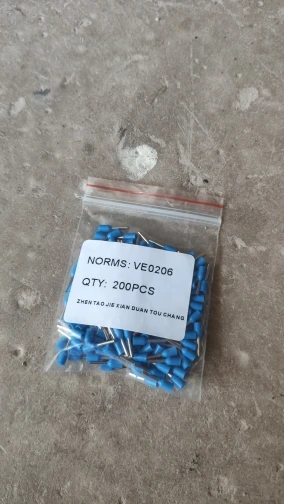 NORMS: VE0206
QTY: 200PCS
ZHEN TAO JIE XIAN DUAN TOU CHANG